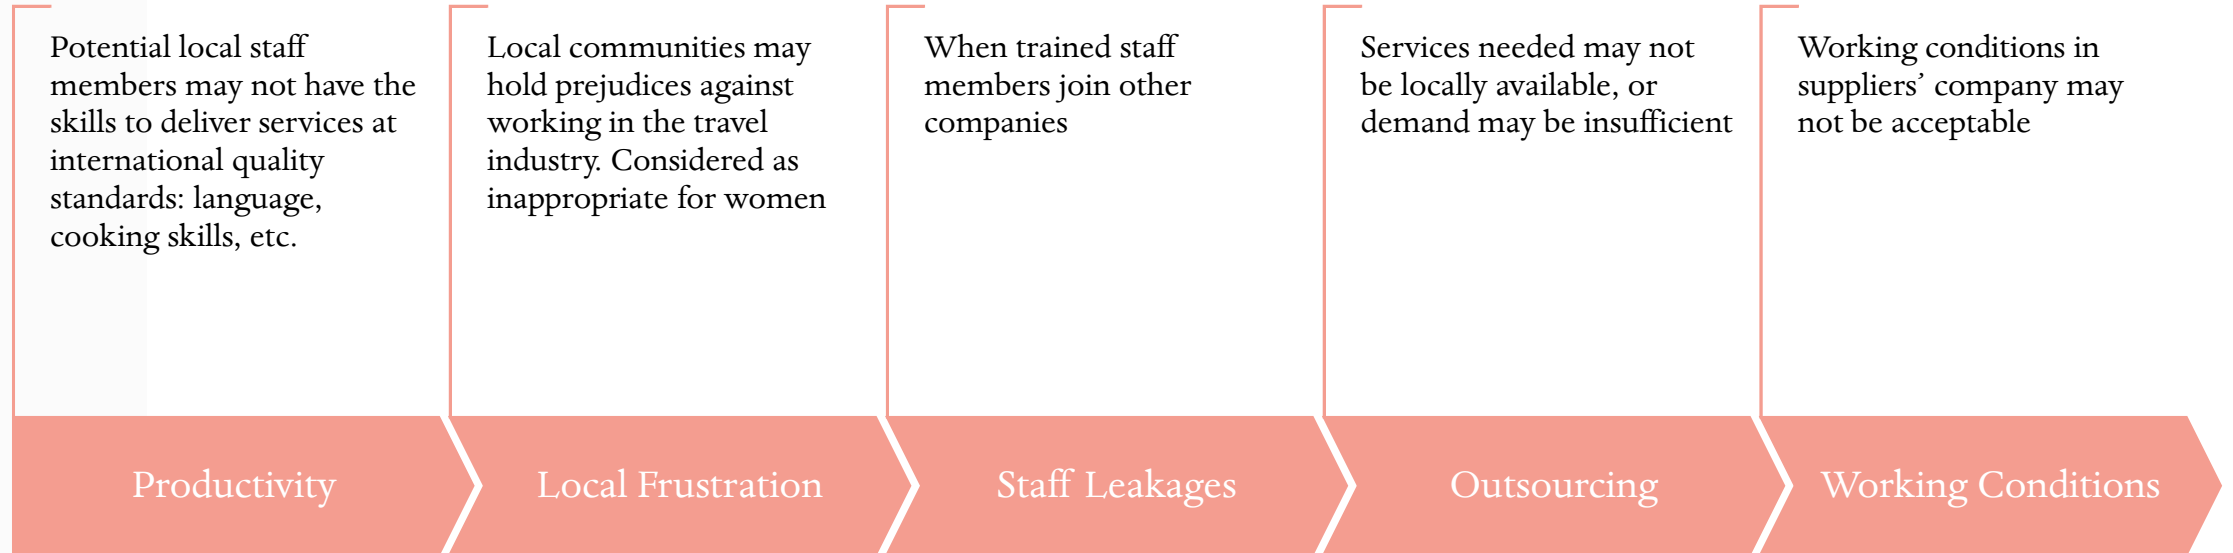 Potential local staff
members may not have the
skills to deliver services at
international quality
standards: language,
cooking skills, etc.
Productivity
Local communities may
hold prejudices against
working in the travel
industry. Considered as
inappropriate for women
Local Frustration
When trained staff
members join other
companies
Staff Leakages
Services needed may not
be locally available, or
demand may be insufficient
Outsourcing
Working conditions in
suppliers’ company may
not be acceptable
Working Conditions